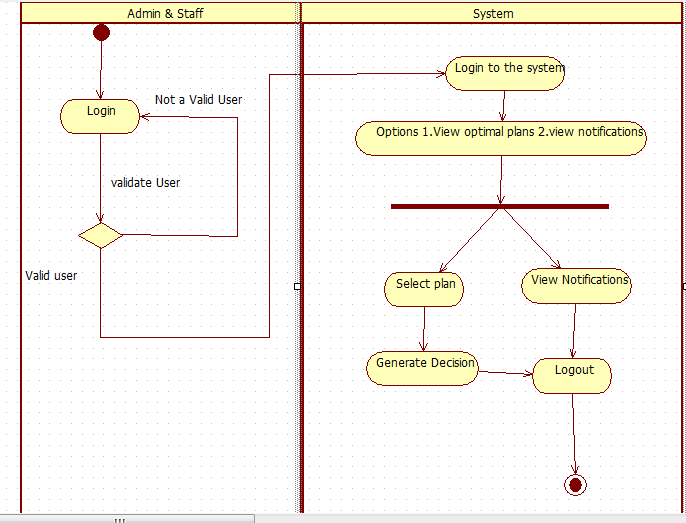 Admin & Staff
System
Login to the system
Login
Not a Valid User
Options 1.View optimal plans 2.view notifications
validate User
Valid user
Select plan
View Notifications
Generate Decision
Logout